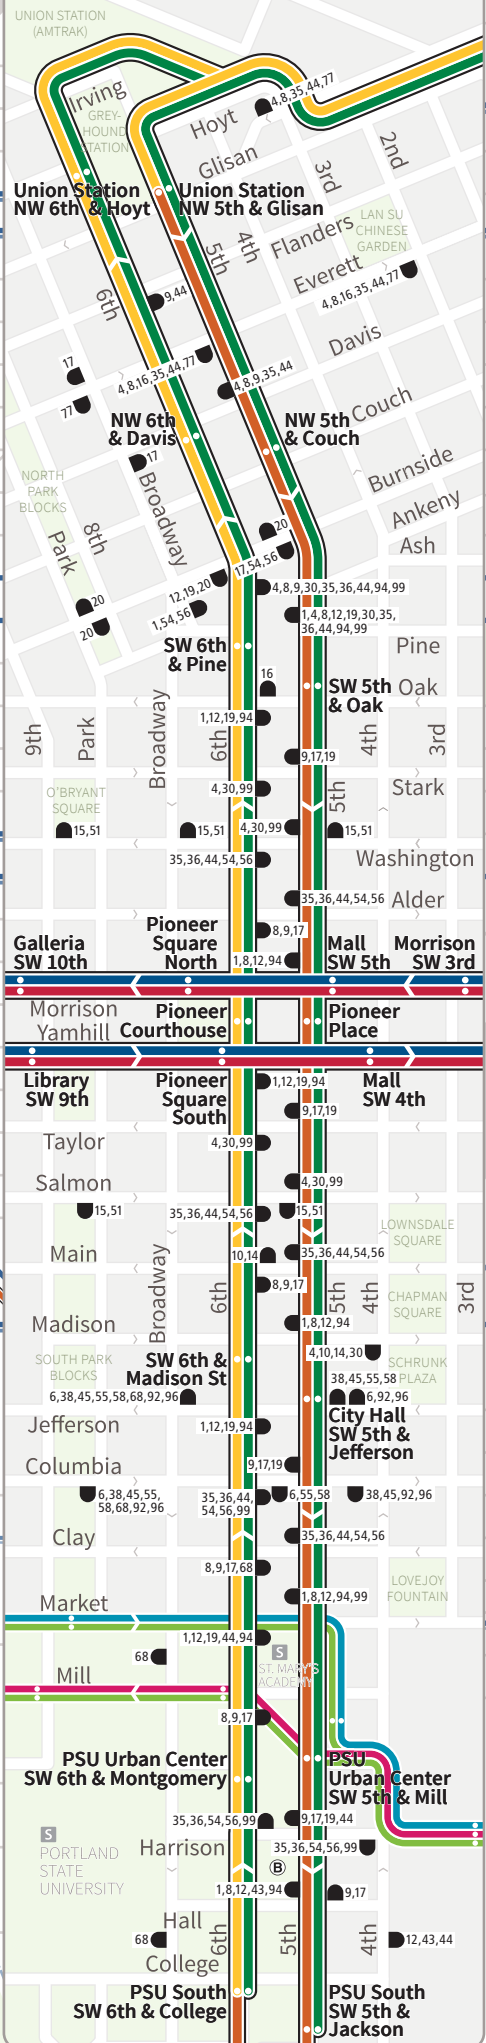 UNION STATION
(AMTRAK)
Irving
GREY-
HOUND
STATION
4,8,35,44,77
Hoyt
2nd
Glisan
3rd
Union Station
NW 6th & Hoyt
Union Station
NW 5th & Glisan
LAN SU
CHINESE
GARDEN
Flanders
4th
5th
Everett
4,8,16,35,44,77
6th
9,44
Davis
17
4,8,16,35,44,77
4,8,9,35,44
77
Couch
NW 6th
& Davis
NW 5th
& Couch
17
Burnside
NORTH
PARK
BLOCKS
Broadway
Ankeny
8th
Park
20
Ash
17,54,56
12,19,20
4,8,9,30,35,36,44,94,99
20
1,54,56
1,4,8,12,19,30,35,
36,44,94,99
20
SW 6th
& Pine
Pine
16
SW 5th
& Oak
Oak
1,12,19,94
9th
Park
Broadway
6th
4th
3rd
9,17,19
4,30,99
Stark
O'BRYANT
SQUARE
5th
15,51
15,51
4,30,99
15,51
35,36,44,54,56
Washington
35,36,44,54,56
Alder
Pioneer
Square
North
8,9,17
Galleria
SW 10th
1,8,12,94
Mall
SW 5th
Morrison
SW 3rd
Morrison
Yamhill
Pioneer
Courthouse
Pioneer
Place
Library
SW 9th
Pioneer
Square
South
1,12,19,94
Mall
SW 4th
9,17,19
Taylor
4,30,99
Salmon
4,30,99
15,51
35,36,44,54,56
15,51
LOWNSDALE
SQUARE
Main
10,14
35,36,44,54,56
Broadway
6th
8,9,17
5th
4th
CHAPMAN
SQUARE
3rd
Madison
1,8,12,94
SOUTH PARK
BLOCKS
SW 6th &
Madison St
4,10,14,30
SCHRUNK
PLAZA
38,45,55,58
6,38,45,55,58,68,92,96
6,92,96
Jefferson
1,12,19,94
City Hall
SW 5th &
Jefferson
Columbia
9,17,19
6,38,45,55,
58,68,92,96
35,36,44,
54,56,99
6,55,58
38,45,92,96
Clay
35,36,44,54,56
8,9,17,68
LOVEJOY
FOUNTAIN
Market
1,8,12,94,99
1,12,19,44,94
68
S
ST. MARY'S
ACADEMY
Mill
8,9,17
PSU Urban Center
SW 6th & Montgomery
PSU
Urban Center
SW 5th & Mill
35,36,54,56,99
9,17,19,44
S
PORTLAND
STATE
UNIVERSITY
Harrison
35,36,54,56,99
B
1,8,12,43,94
9,17
Hall
68
6th
5th
4th
12,43,44
College
PSU South
SW 6th & College
PSU South
SW 5th &
Jackson